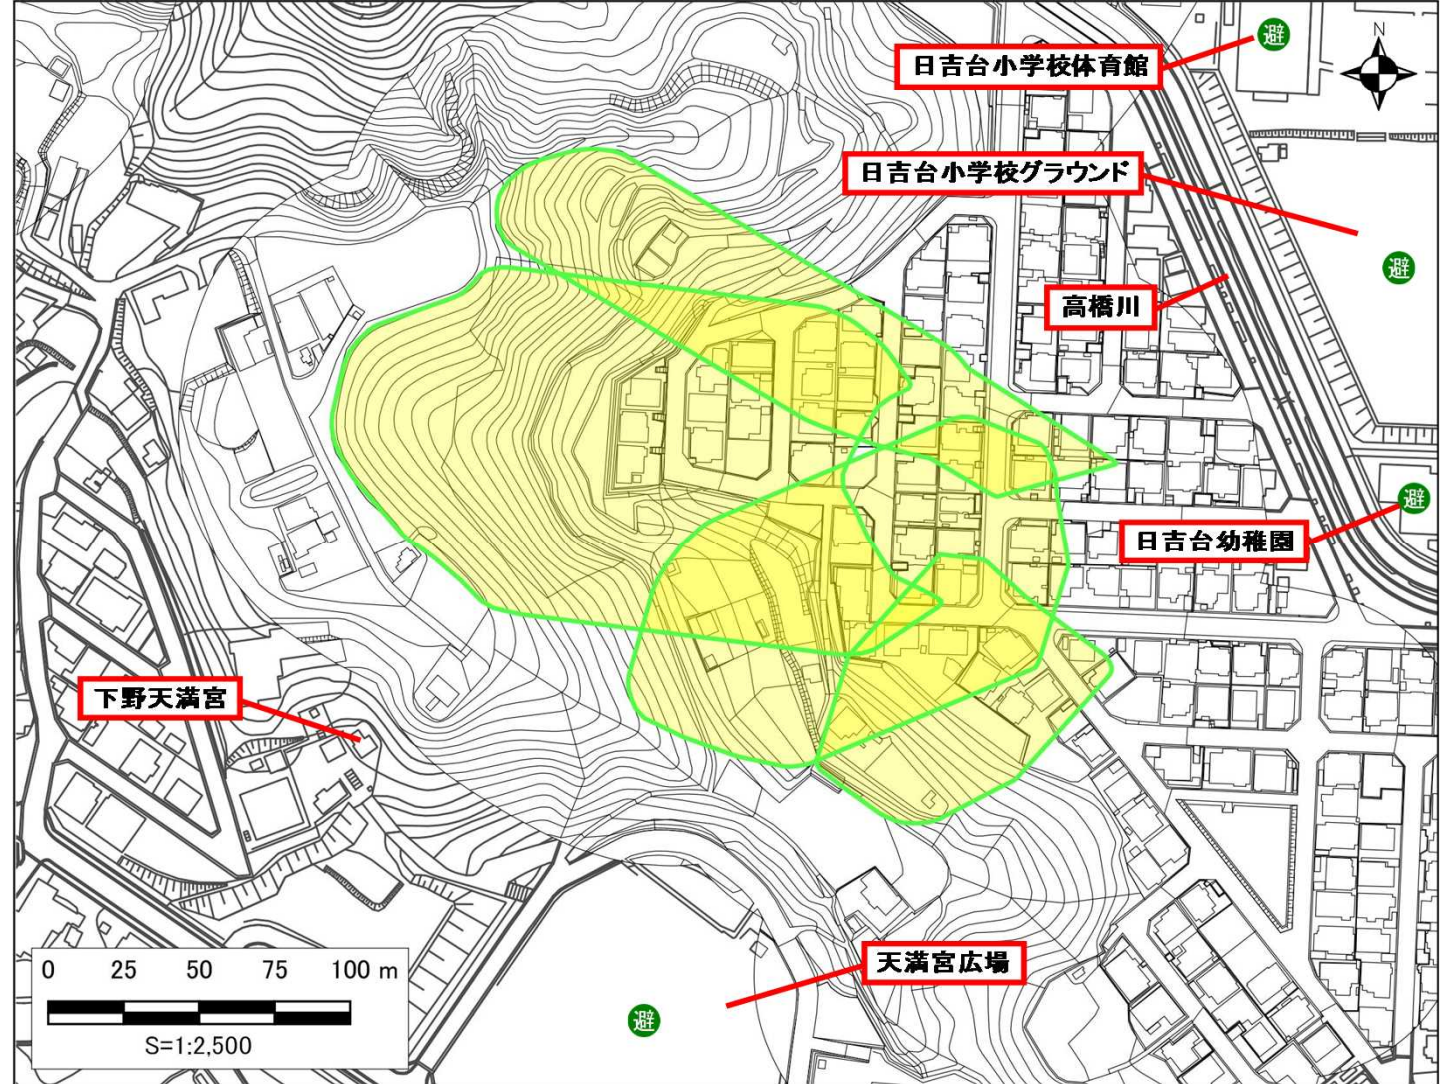 避
日吉台小学校体育館
N
日吉台小学校グラウンド
避
高橋川
避
日吉台幼稚園
下野天満宮
天満宮広場
避
0 25 50 75 100 m
S=1:2,500